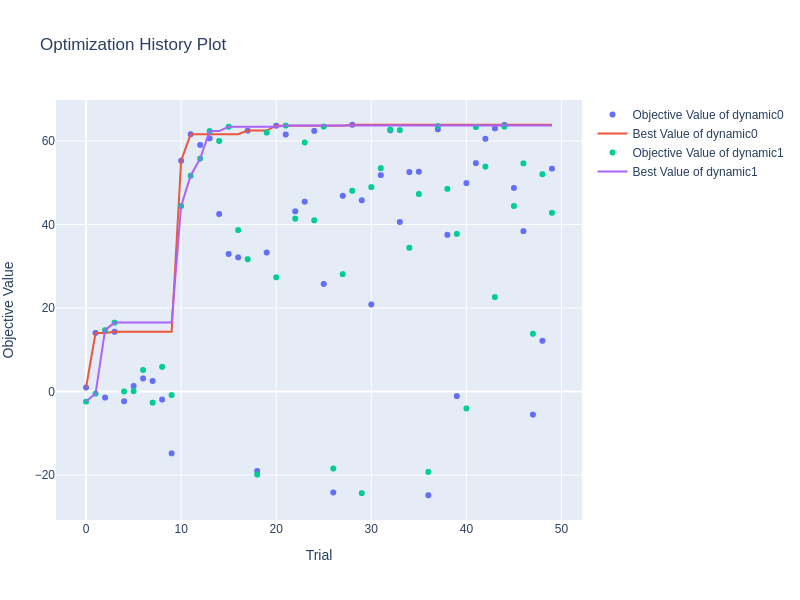 Optimization History Plot
Objective Value of dynamic0
Best Value of dynamic0
Objective Value of dynamic1
Best Value of dynamic1
60
40
20
0
−20
0
10
20
30
40
50
Trial
Objective Value